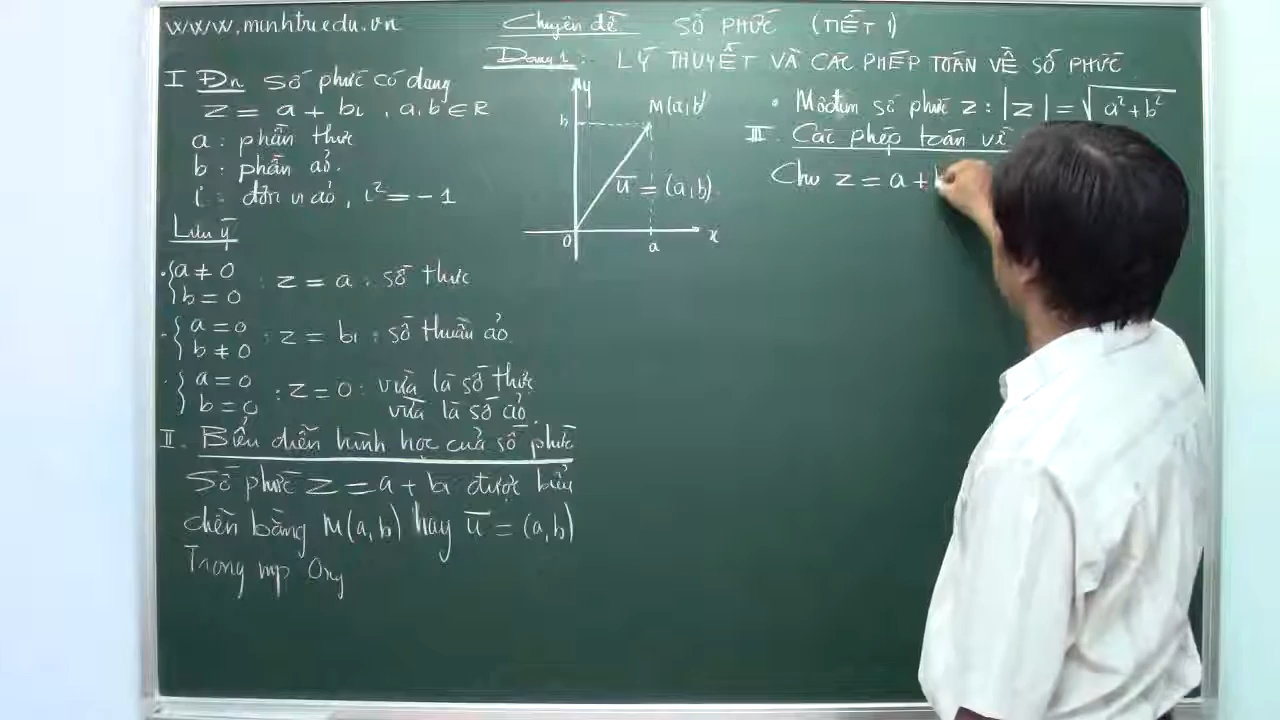 www.minhtriedu.vn
Chuyên đề SỐ PHỨC (TIẾT 1)
Dạng 1: LÝ THUYẾT VÀ CÁC PHÉP TOÁN VỀ SỐ PHỨC
I Đn Số phức có dạng
z = a + bi , a, b ∈ R
a : phần thực
b : phần ảo.
i : đơn vị ảo, i² = -1
Lưu ý
{a ≠ 0
{b = 0 : z = a : số thực
{a = 0
{b ≠ 0 : z = bi : số thuần ảo
{a = 0
{b = 0 : z = 0 : vừa là số thực
vừa là số ảo.
II. Biểu diễn hình học của số phức
Số phức z = a + bi được biểu
diễn bằng M(a, b) hay u = (a, b)
Trong mp Oxy
y
b
M(a, b)
u = (a, b)
O
a
x
• Môđun số phức z : |z| = √a² + b²
III. Các phép toán về
Cho z = a +